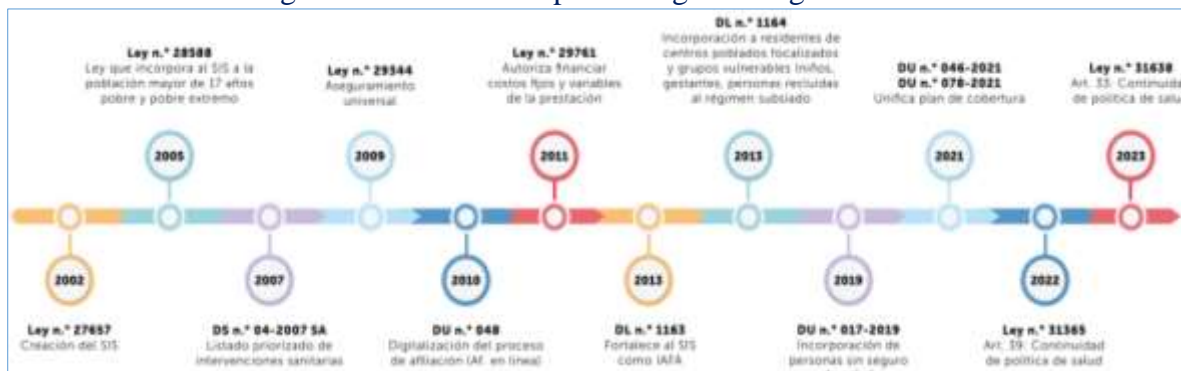 Ley n.° 28588
Ley que incorpora al SIS a la
población mayor de 17 años
pobre y pobre extremo
2005
Ley n.° 29344
Aseguramiento
universal
2009
Ley n.° 29761
Autoriza financiar
costos fijos y variables
de la prestación
2011
DL n.° 1164
Incorporación a residentes de
centros poblados focalizados
y grupos vulnerables (niños,
gestantes, personas recluidas
al régimen subsiado)
2013
DU n.° 046-2021
DU n.° 078-2021
Unifica plan de cobertura
2021
Ley n.° 31638
Art. 33: Continuidad
de política de salud
2023
2002
Ley n.° 27657
Creación del SIS
2007
DS n.° 04-2007 SA
Listado priorizado de
intervenciones sanitarias
2010
DU n.° 048
Digitalización del proceso
de afiliación (Af. en línea)
2013
DL n.° 1163
Fortalece al SIS
como IAFA
2019
DU n.° 017-2019
Incorporación de
personas sin seguro
2022
Ley n.° 31365
Art. 39: Continuidad
de política de salud